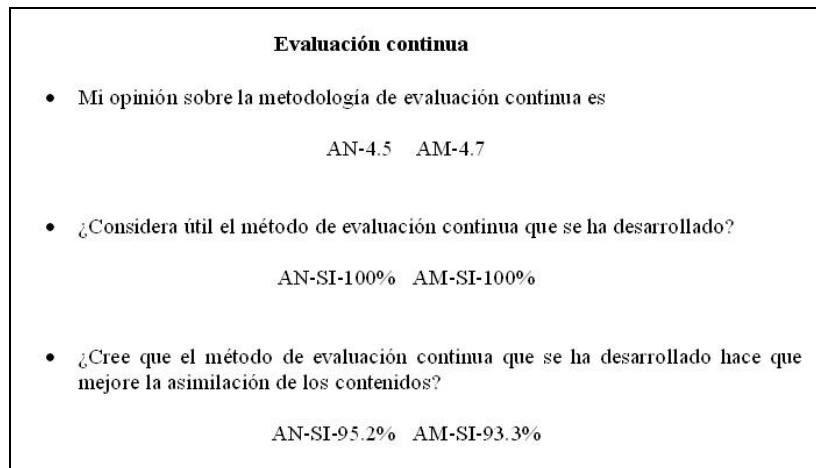 Evaluación continua
• Mi opinión sobre la metodología de evaluación continua es
AN-4.5 AM-4.7
• ¿Considera útil el método de evaluación continua que se ha desarrollado?
AN-SI-100% AM-SI-100%
• ¿Cree que el método de evaluación continua que se ha desarrollado hace que
mejore la asimilación de los contenidos?
AN-SI-95.2% AM-SI-93.3%